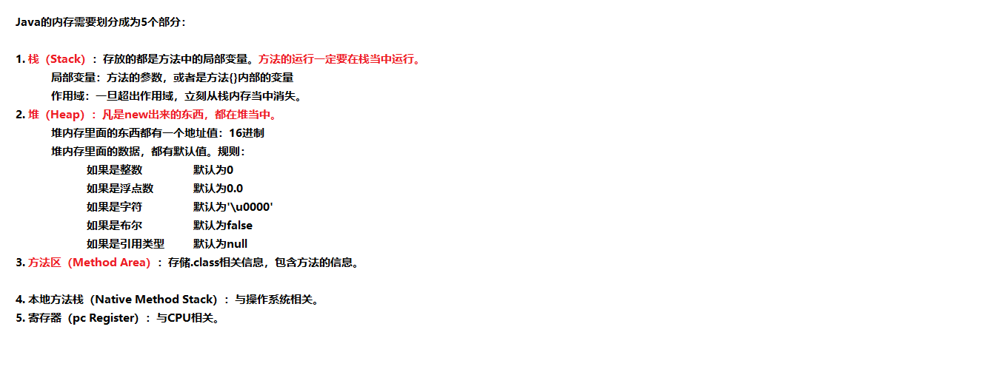 Java的内存需要划分成为5个部分：
1. 栈（Stack）：存放的都是方法中的局部变量。方法的运行一定要在栈当中运行。
局部变量：方法的参数，或者是方法{}内部的变量
作用域：一旦超出作用域，立刻从栈内存当中消失。
2. 堆（Heap）：凡是new出来的东西，都在堆当中。
堆内存里面的东西都有一个地址值：16进制
堆内存里面的数据，都有默认值。规则：
如果是整数 默认为0
如果是浮点数 默认为0.0
如果是字符 默认为'\u0000'
如果是布尔 默认为false
如果是引用类型 默认为null
3. 方法区（Method Area）：存储.class相关信息，包含方法的信息。
4. 本地方法栈（Native Method Stack）：与操作系统相关。
5. 寄存器（pc Register）：与CPU相关。